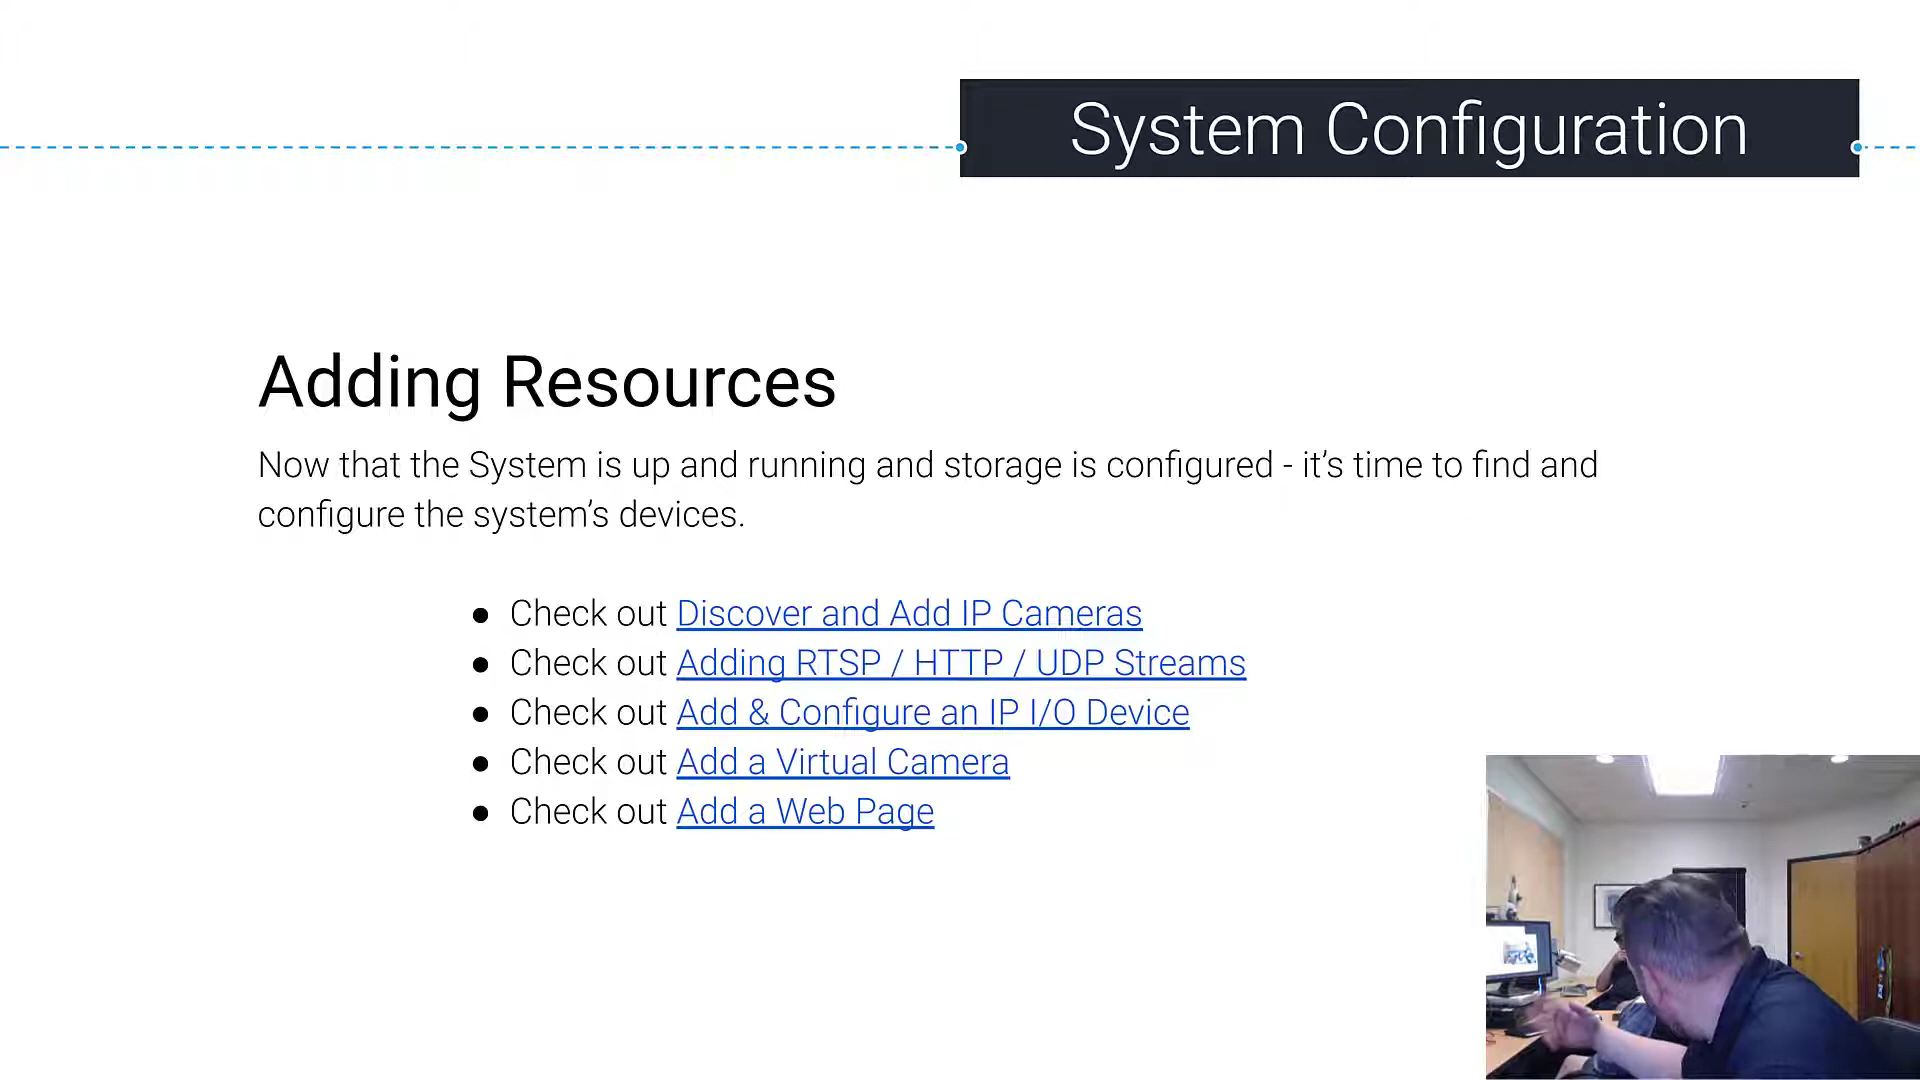 System Configuration
Adding Resources
Now that the System is up and running and storage is configured - it’s time to find and
configure the system’s devices.
● Check out Discover and Add IP Cameras
● Check out Adding RTSP / HTTP / UDP Streams
● Check out Add & Configure an IP I/O Device
● Check out Add a Virtual Camera
● Check out Add a Web Page